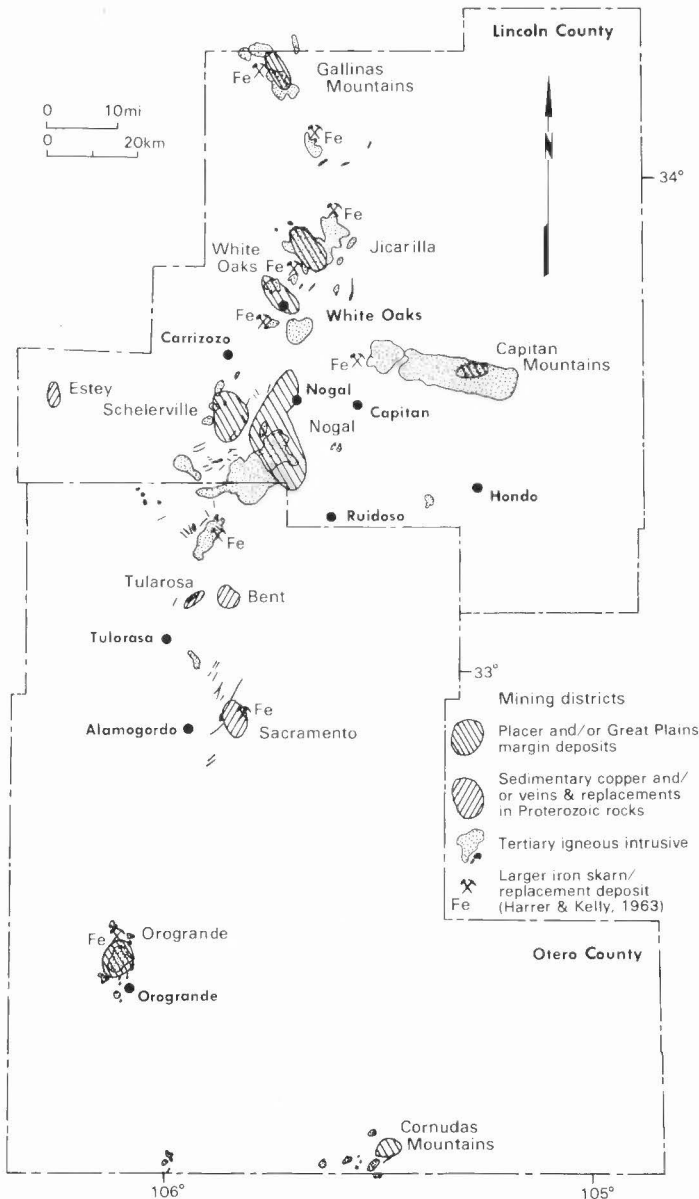 Lincoln County
0 10mi
0 20km
Fe
Gallinas
Mountains
Fe
N
34°
Fe
White
Oaks
Fe
Jicarilla
Fe
White Oaks
Carrizozo
Fe
Capitan
Mountains
Estey
Schelerville
Nogal
Capitan
Nogal
Hondo
Ruidoso
Fe
Tularosa
Bent
Tulorasa
33°
Fe
Alamogordo
Sacramento
Mining districts
Placer and/or Great Plains
margin deposits
Sedimentary copper and/
or veins & replacements
in Proterozoic rocks
Tertiary igneous intrusive
Larger iron skarn/
replacement deposit
Fe
(Harrer & Kelly, 1963)
Fe
Orogrande
Otero County
Orogrande
Cornudas
Mountains
106°
105°